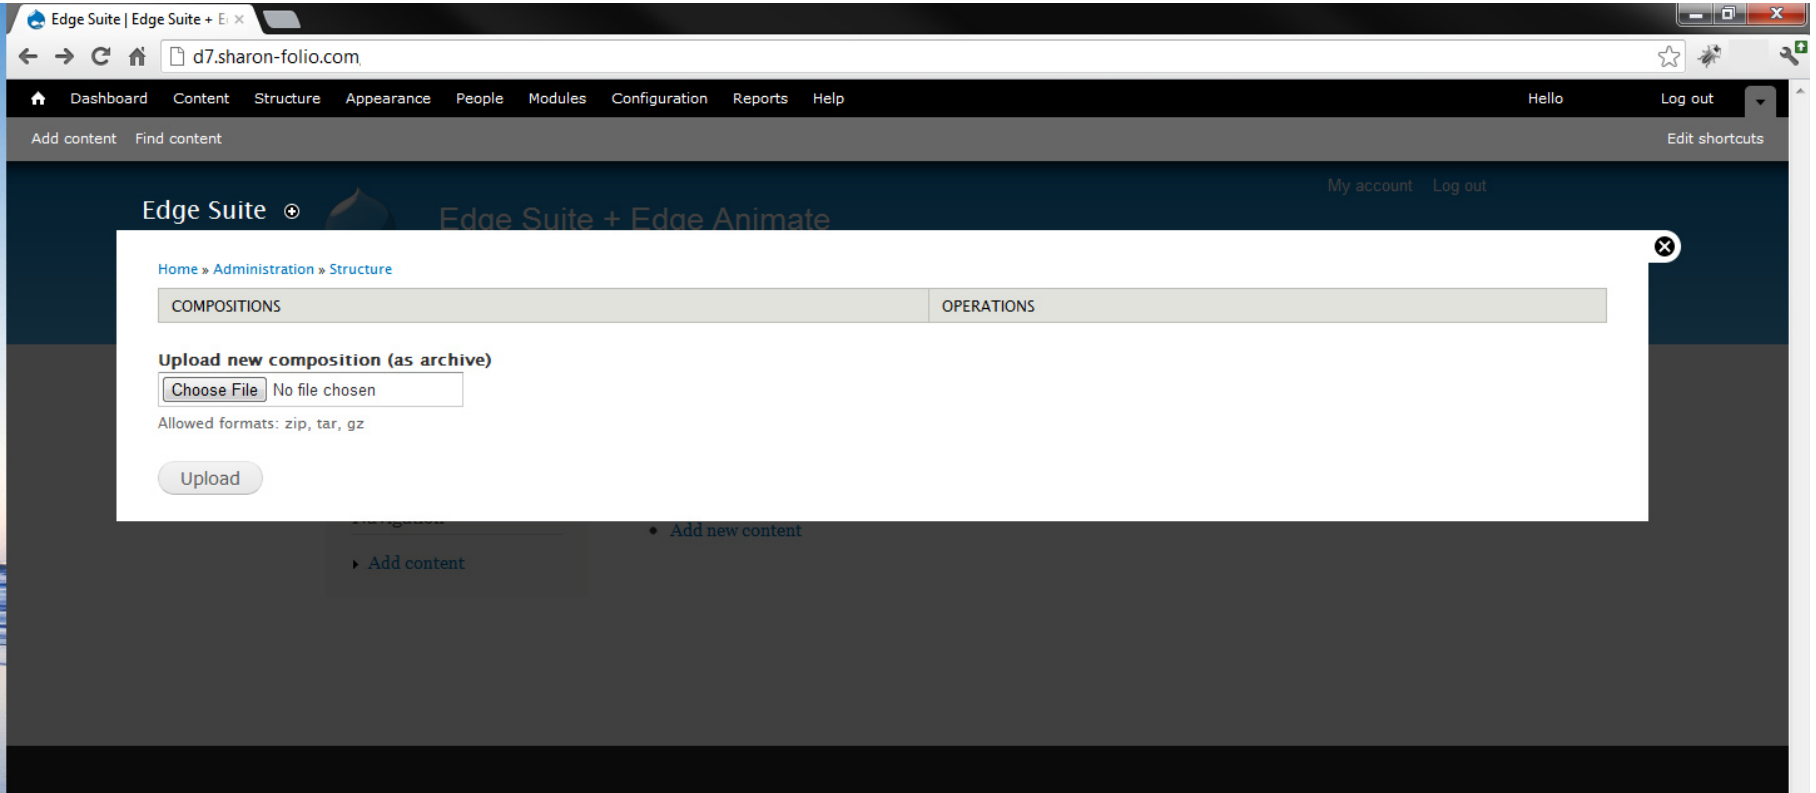 Edge Suite | Edge Suite + E
d7.sharon-folio.com
Dashboard Content Structure Appearance People Modules Configuration Reports Help Hello Log out
Add content Find content Edit shortcuts
My account Log out
Edge Suite
Edge Suite + Edge Animate
Home » Administration » Structure
COMPOSITIONS OPERATIONS
Upload new composition (as archive)
Choose File No file chosen
Allowed formats: zip, tar, gz
Upload
Navigation
Add new content
Add content